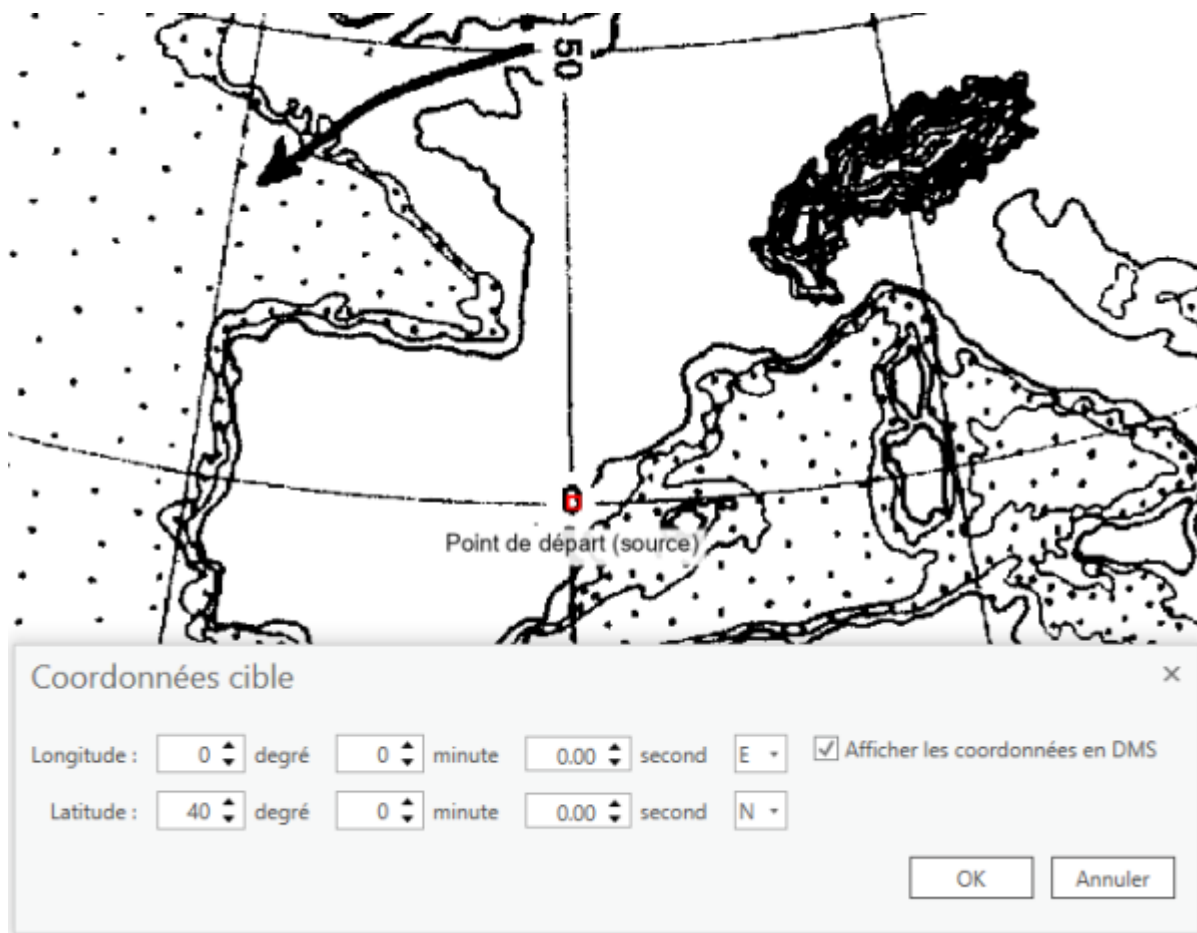 50
Point de départ (source)
Coordonnées cible
Longitude : 0 degré 0 minute 0.00 second E Afficher les coordonnées en DMS
Latitude : 40 degré 0 minute 0.00 second N
OK Annuler